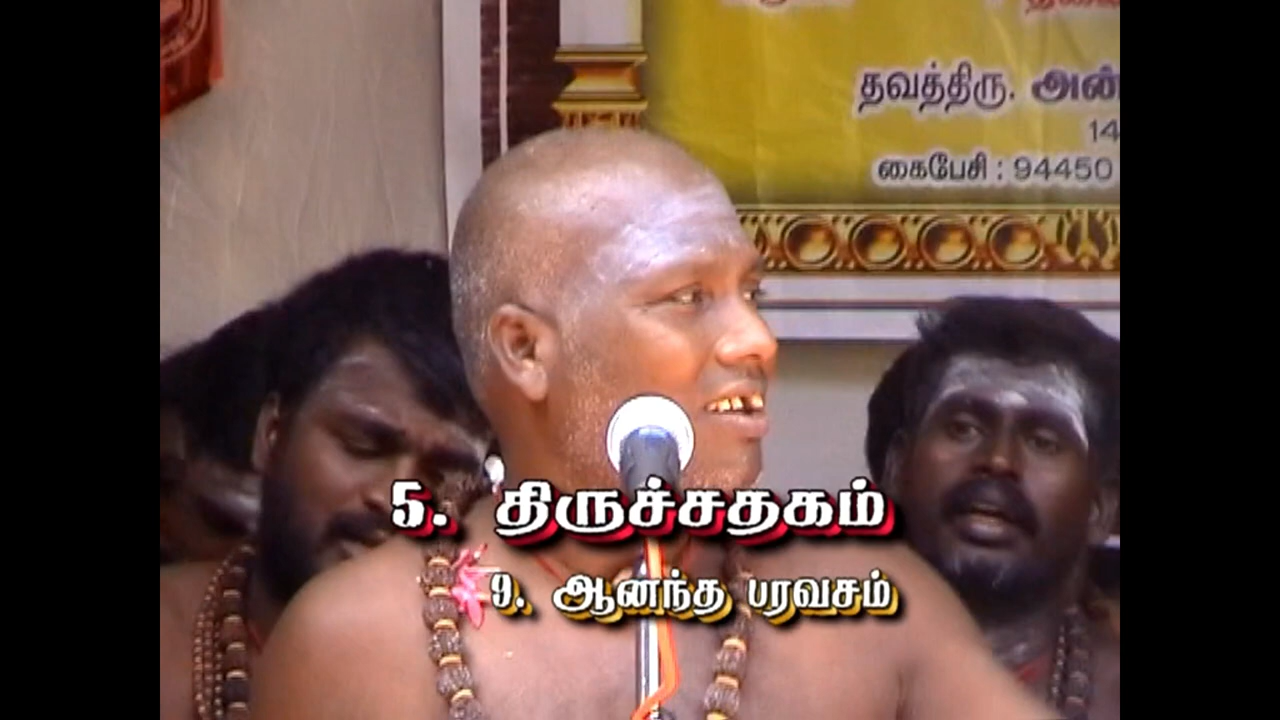 தவத்திரு.
14
கைபேசி : 94450
5. திருச்சதகம்
9. ஆனந்த பரவசம்